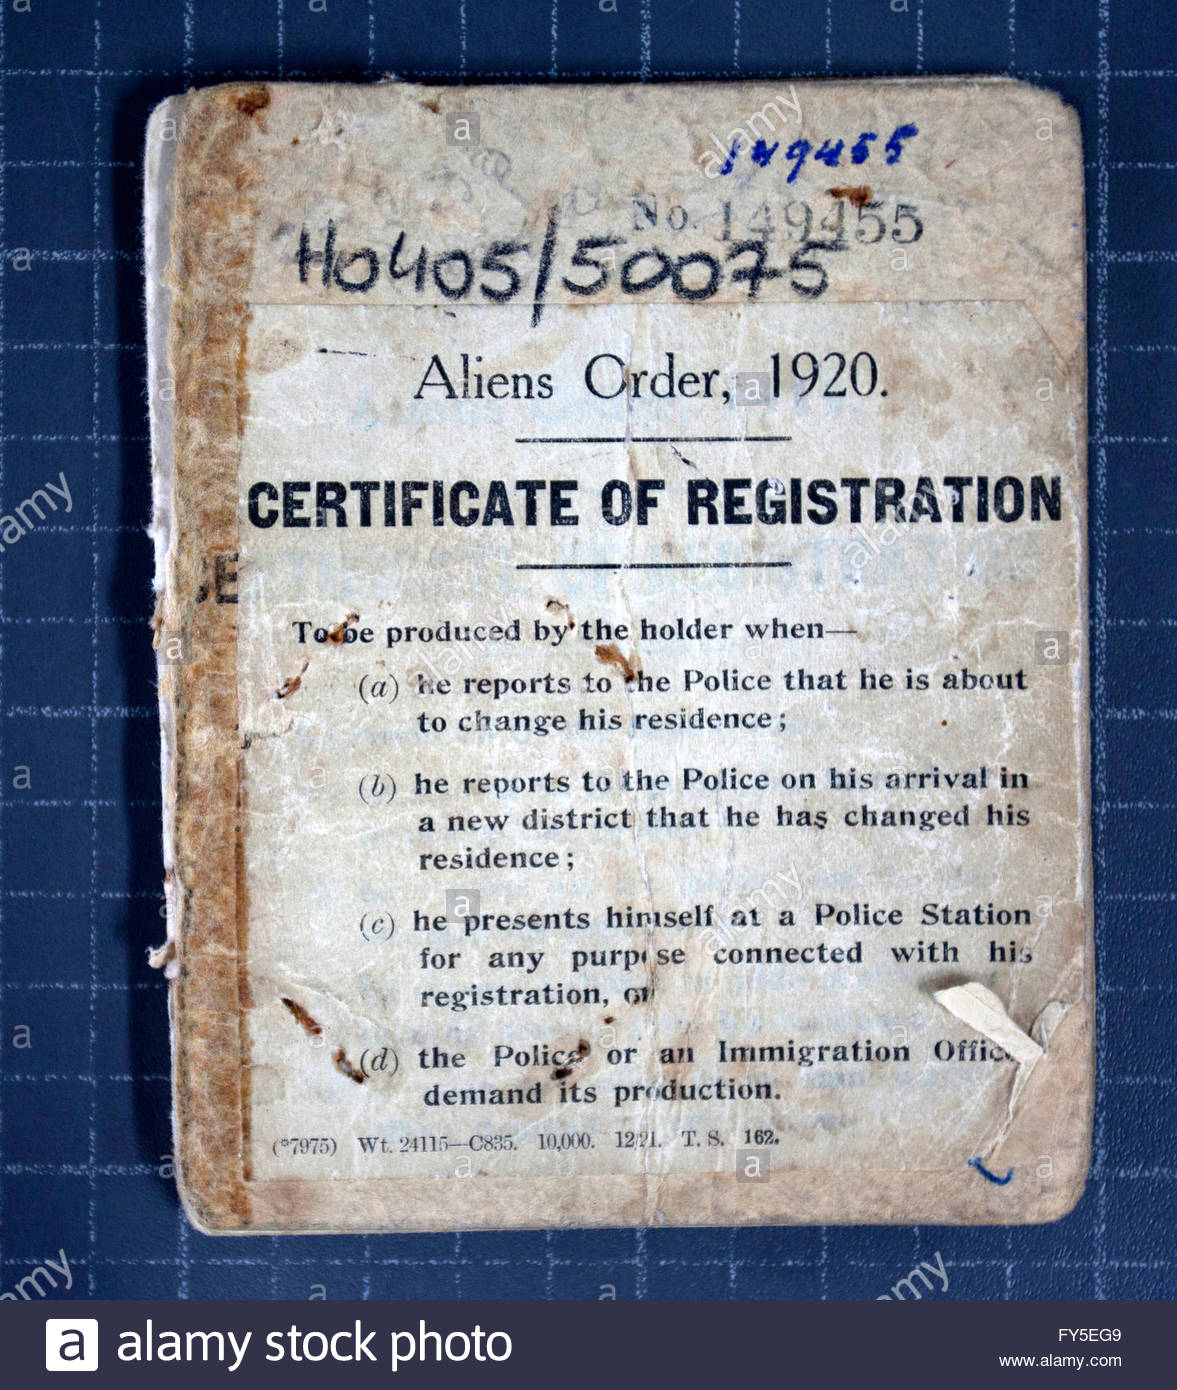 149455
No. 149455
HO405/50075
Aliens Order, 1920.
CERTIFICATE OF REGISTRATION
To be produced by the holder when—
(a) he reports to the Police that he is about
to change his residence;
(b) he reports to the Police on his arrival in
a new district that he has changed his
residence;
(c) he presents himself at a Police Station
for any purpose connected with his
registration, or
(d) the Police or an Immigration Officer
demand its production.
(*7975) Wt. 24115—C835. 10,000. 12/21. T. S. 162.
a alamy stock photo
FY5EG9
www.alamy.com